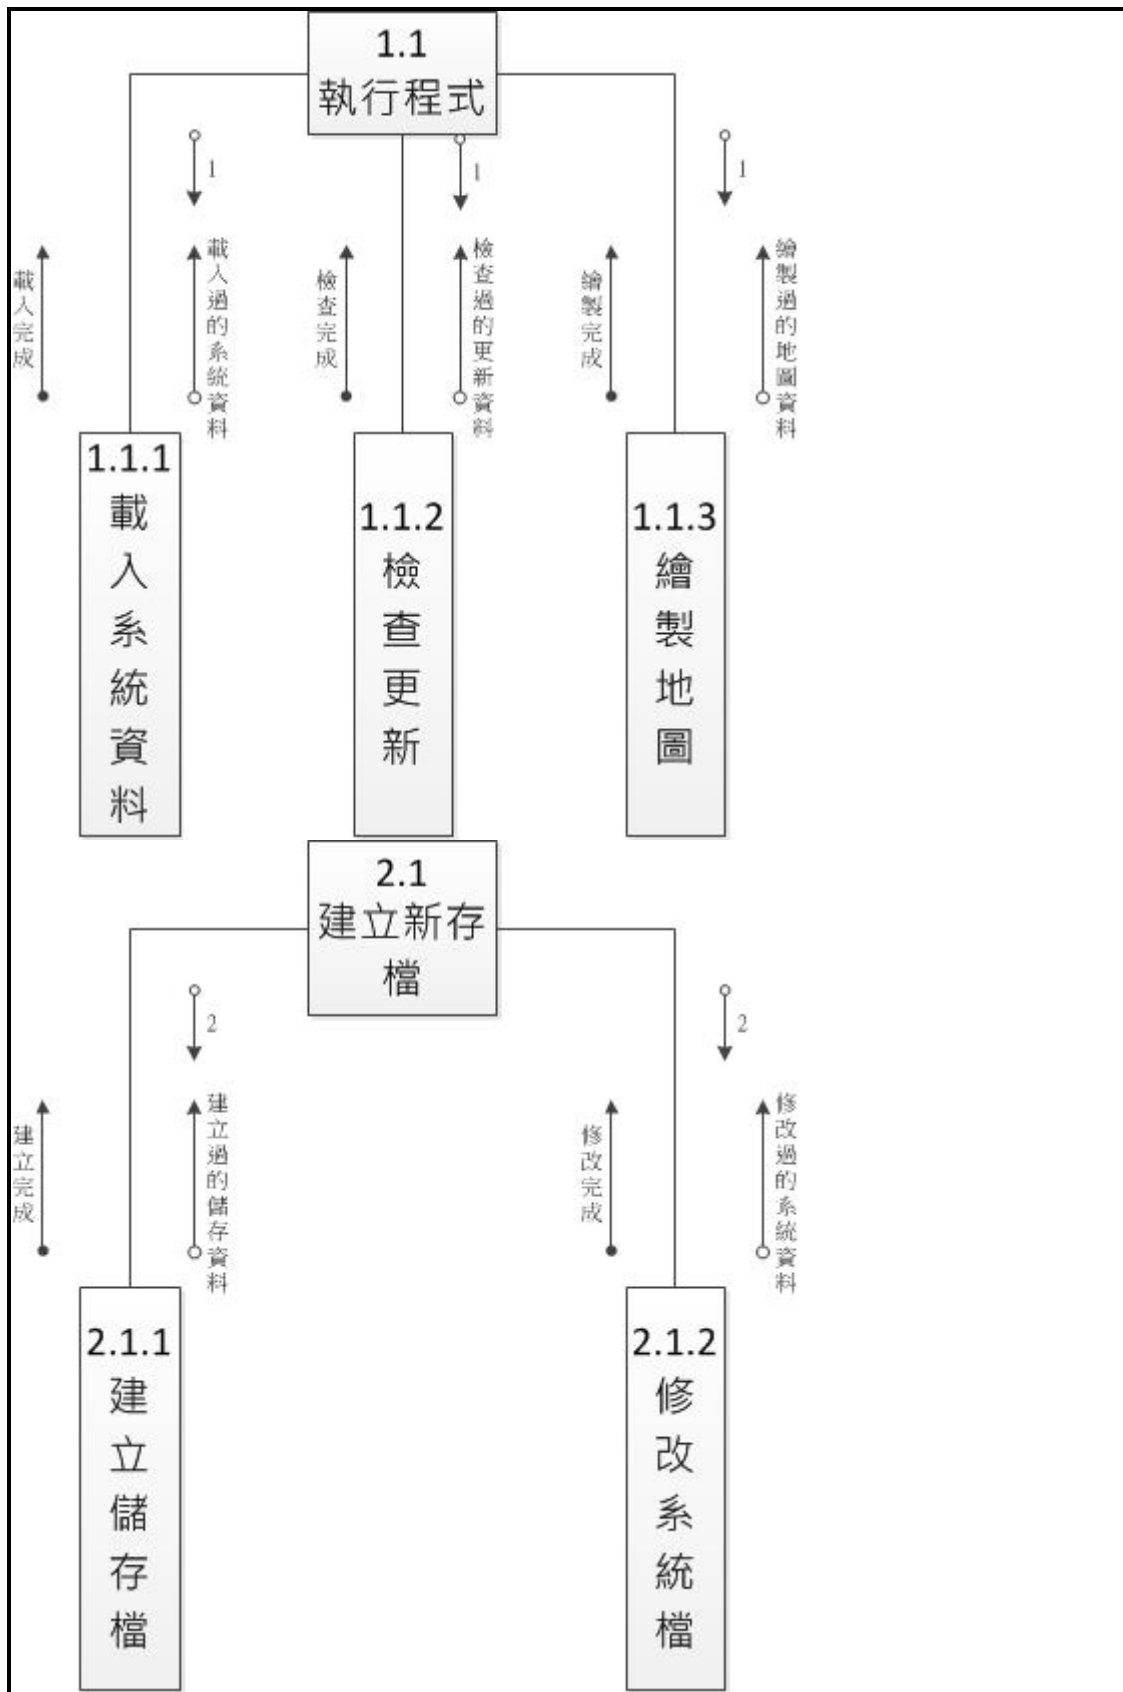 1.1
執行程式
1
1
1
載入完成
載入過的系統資料
檢查完成
檢查過的更新資料
繪製完成
繪製過的地圖資料
1.1.1
載入系統資料
1.1.2
檢查更新
1.1.3
繪製地圖
2.1
建立新存
檔
2
2
建立完成
建立過的儲存資料
修改完成
修改過的系統資料
2.1.1
建立儲存檔
2.1.2
修改系統檔